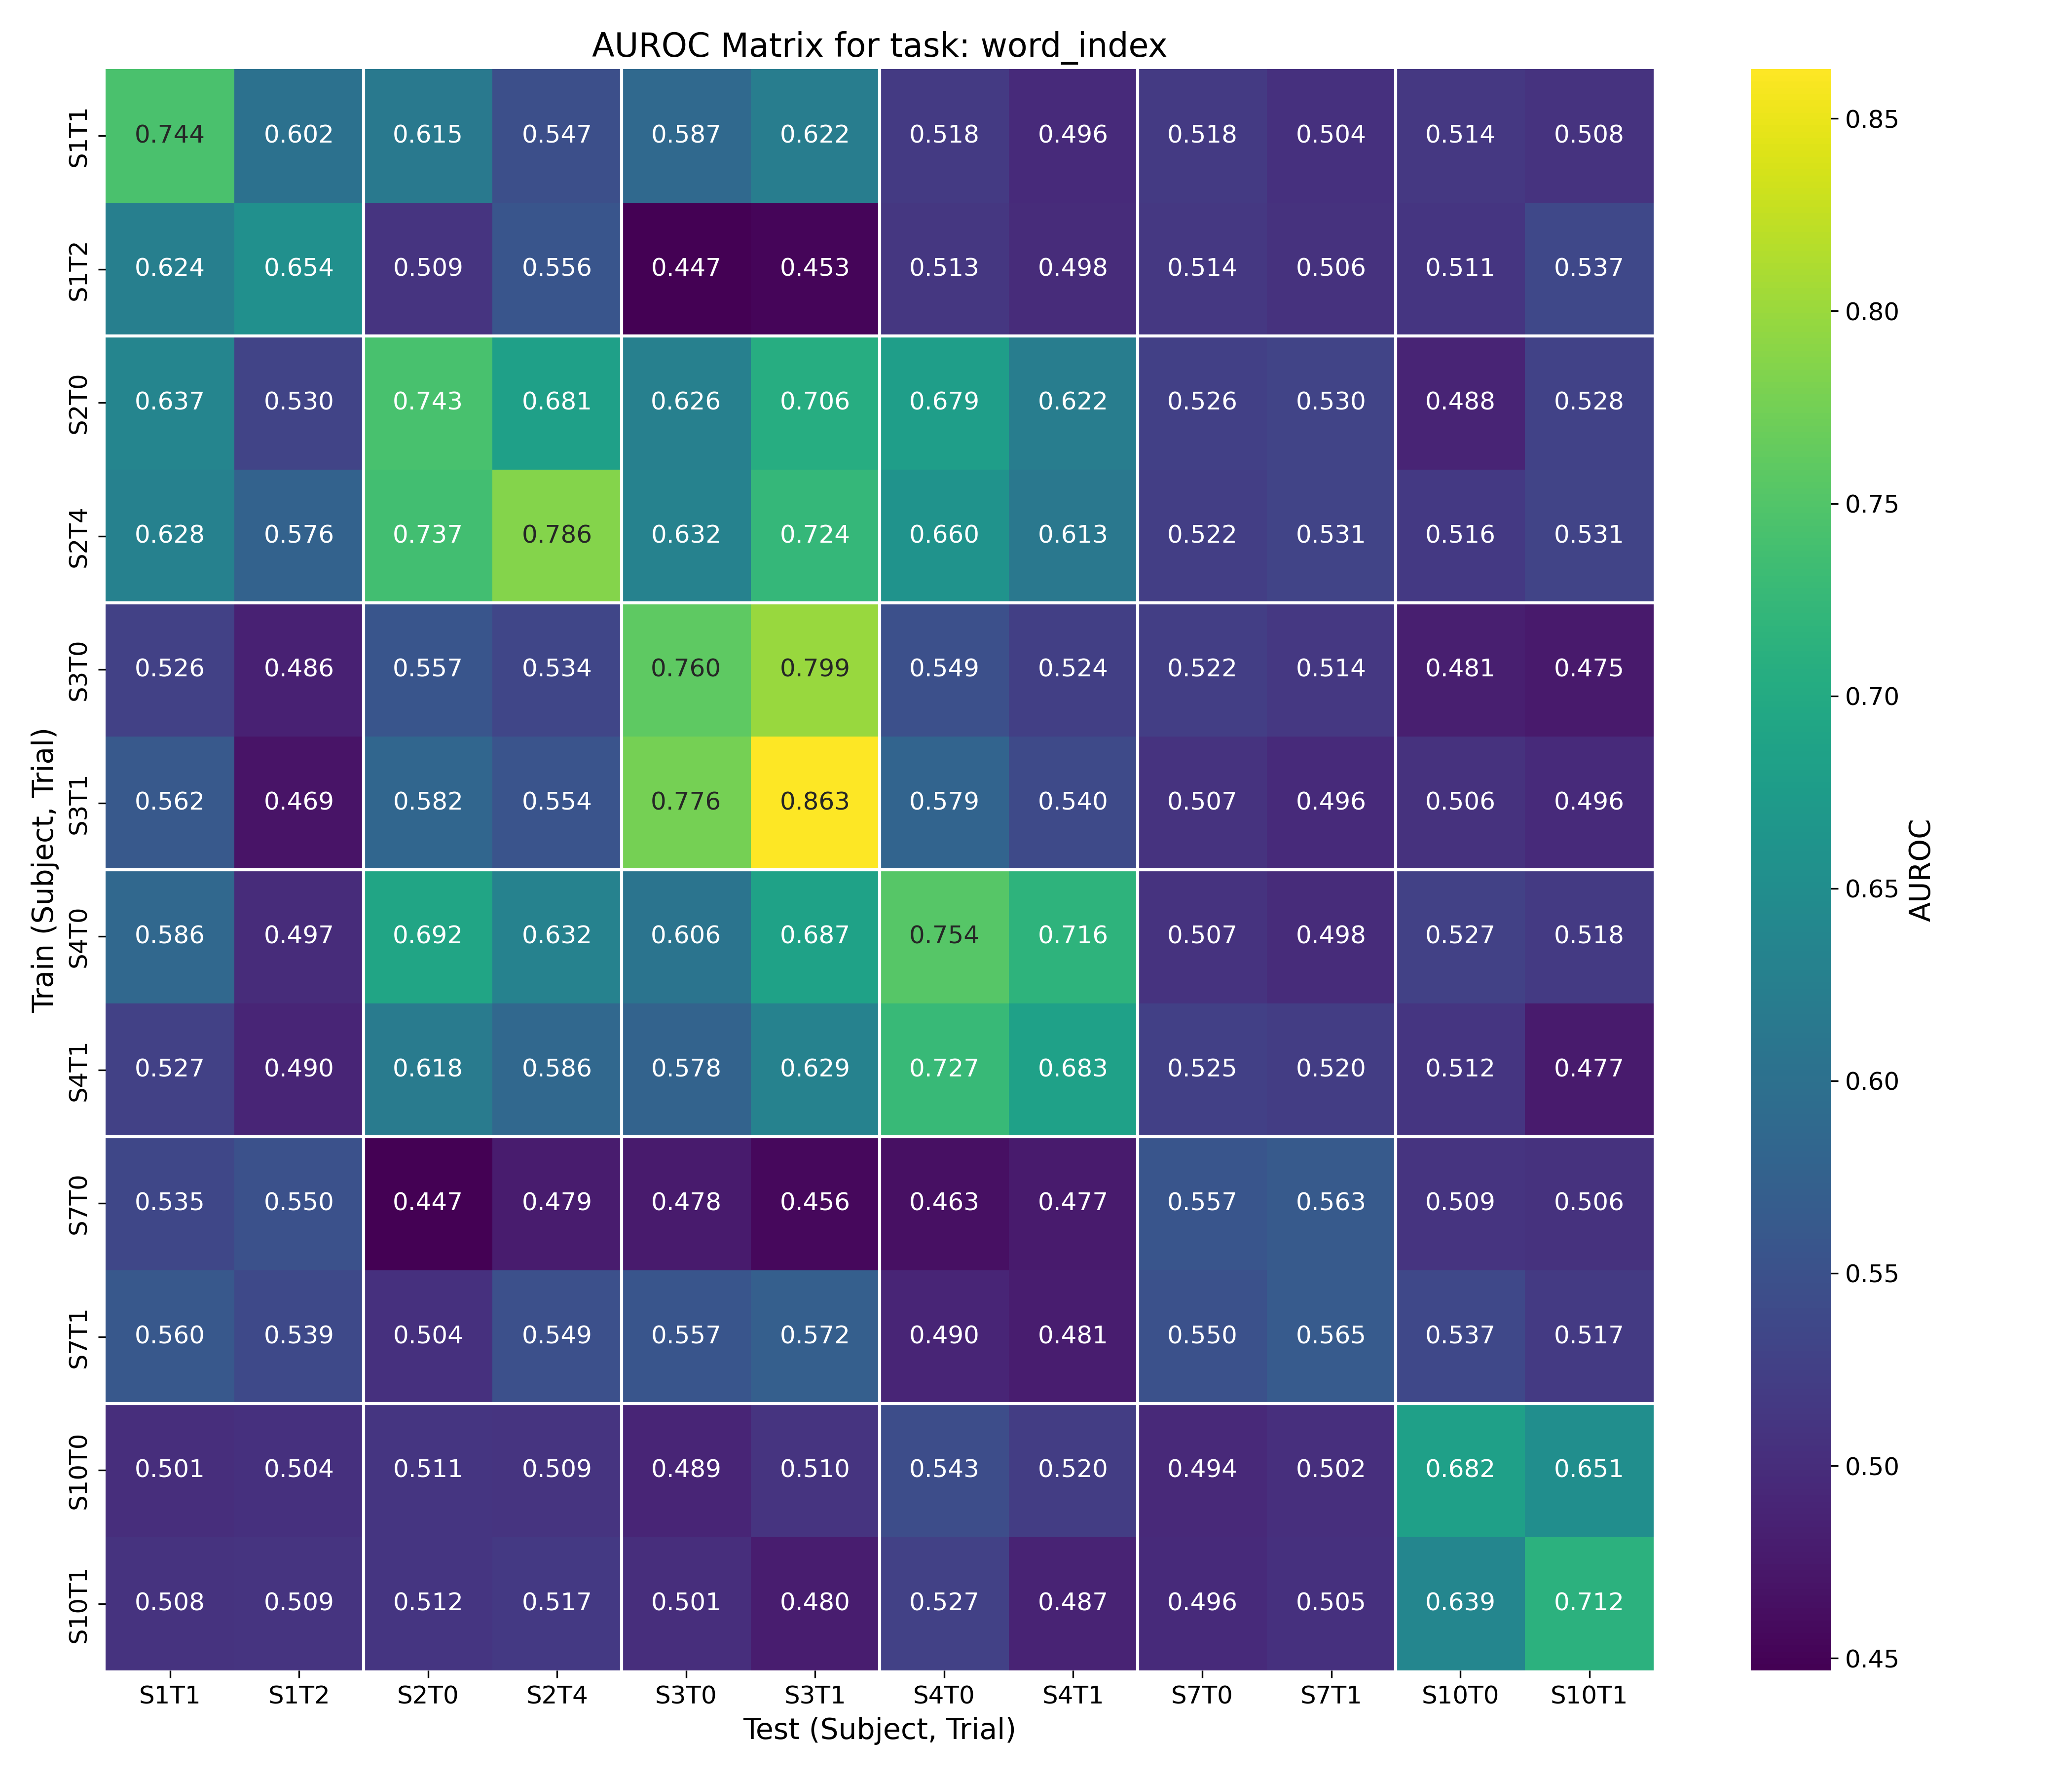 AUROC Matrix for task: word_index
S1T1 0.744 0.602 0.615 0.547 0.587 0.622 0.518 0.496 0.518 0.504 0.514 0.508
S1T2 0.624 0.654 0.509 0.556 0.447 0.453 0.513 0.498 0.514 0.506 0.511 0.537
S2T0 0.637 0.530 0.743 0.681 0.626 0.706 0.679 0.622 0.526 0.530 0.488 0.528
S2T4 0.628 0.576 0.737 0.786 0.632 0.724 0.660 0.613 0.522 0.531 0.516 0.531
S3T0 0.526 0.486 0.557 0.534 0.760 0.799 0.549 0.524 0.522 0.514 0.481 0.475
S3T1 0.562 0.469 0.582 0.554 0.776 0.863 0.579 0.540 0.507 0.496 0.506 0.496
S4T0 0.586 0.497 0.692 0.632 0.606 0.687 0.754 0.716 0.507 0.498 0.527 0.518
S4T1 0.527 0.490 0.618 0.586 0.578 0.629 0.727 0.683 0.525 0.520 0.512 0.477
S7T0 0.535 0.550 0.447 0.479 0.478 0.456 0.463 0.477 0.557 0.563 0.509 0.506
S7T1 0.560 0.539 0.504 0.549 0.557 0.572 0.490 0.481 0.550 0.565 0.537 0.517
S10T0 0.501 0.504 0.511 0.509 0.489 0.510 0.543 0.520 0.494 0.502 0.682 0.651
S10T1 0.508 0.509 0.512 0.517 0.501 0.480 0.527 0.487 0.496 0.505 0.639 0.712
S1T1 S1T2 S2T0 S2T4 S3T0 S3T1 S4T0 S4T1 S7T0 S7T1 S10T0 S10T1
Test (Subject, Trial)
Train (Subject, Trial)
0.85
0.80
0.75
0.70
0.65
0.60
0.55
0.50
0.45
AUROC